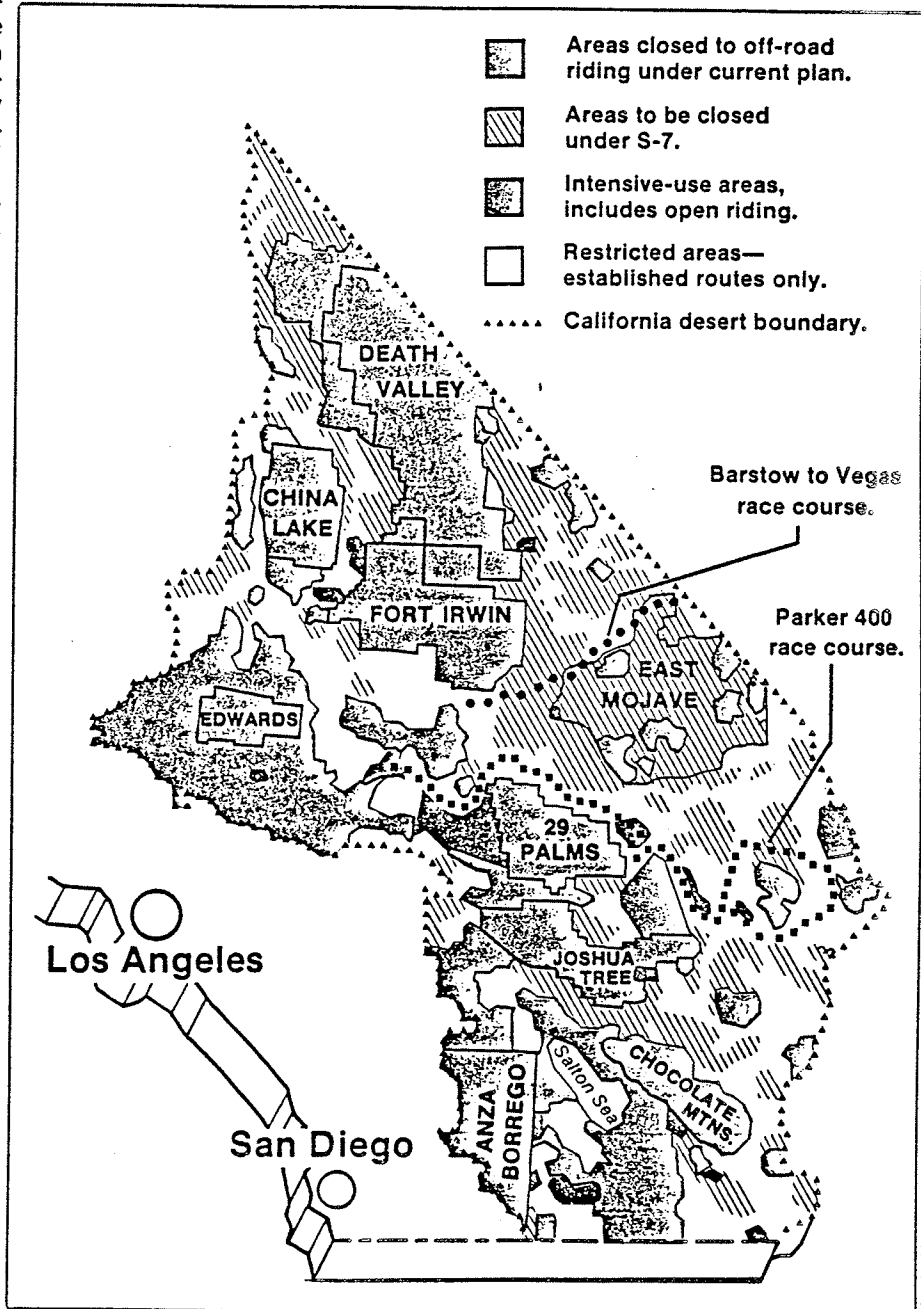 Areas closed to off-road
riding under current plan.
Areas to be closed
under S-7.
Intensive-use areas,
includes open riding.
Restricted areas—
established routes only.
California desert boundary.
DEATH
VALLEY
Barstow to Vegas
race course.
CHINA
LAKE
FORT IRWIN
Parker 400
race course.
EAST
MOJAVE
EDWARDS
29
PALMS
Los Angeles
JOSHUA
TREE
Salton Sea
CHOCOLATE
MTNS.
ANZA
BORREGO
San Diego